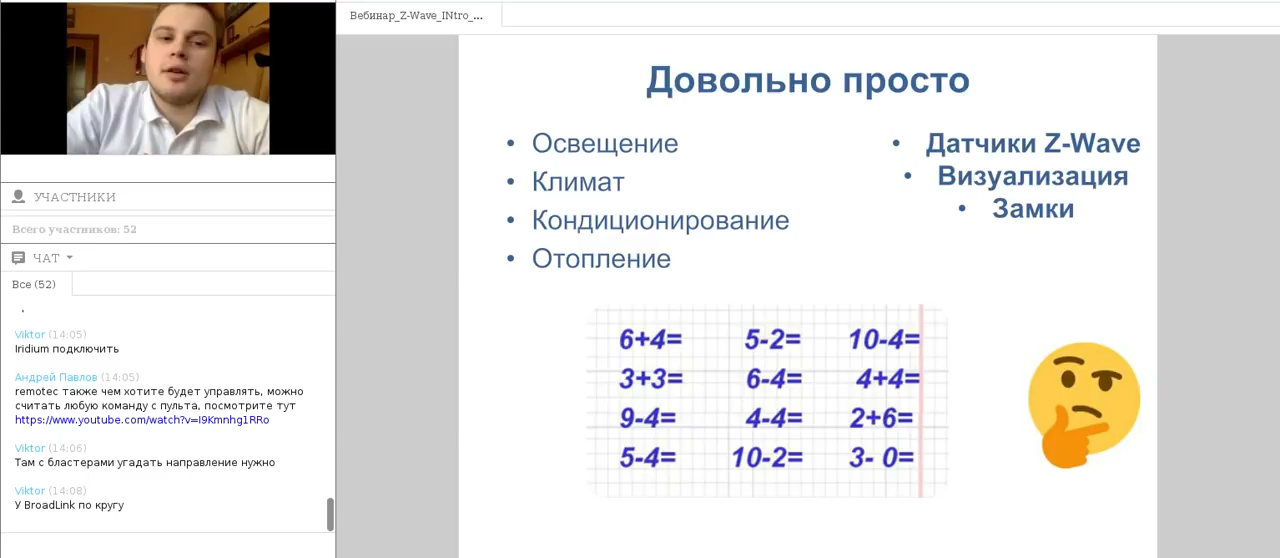 Вебинар_Z-Wave_INtro_...
УЧАСТНИКИ
Всего участников: 52
ЧАТ
Все (52)
Viktor (14:05)
Iridium подключить
Андрей Павлов (14:05)
remotec также чем хотите будет управлять, можно
считать любую команду с пульта, посмотрите тут
https://www.youtube.com/watch?v=I9Kmnhg1RRo
Viktor (14:06)
Там с бластерами угадать направление нужно
Viktor (14:08)
У BroadLink по кругу
Довольно просто
• Освещение
• Климат
• Кондиционирование
• Отопление
• Датчики Z-Wave
• Визуализация
• Замки
6+4= 5-2= 10-4=
3+3= 6-4= 4+4=
9-4= 4-4= 2+6=
5-4= 10-2= 3- 0=